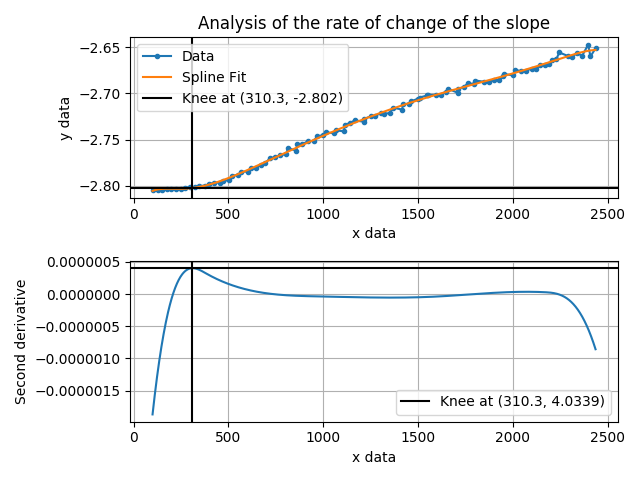 Analysis of the rate of change of the slope
Data
Spline Fit
Knee at (310.3, -2.802)
−2.65
−2.70
−2.75
−2.80
y data
0
500
1000
1500
2000
2500
x data
0.0000005
0.0000000
−0.0000005
−0.0000010
−0.0000015
Second derivative
Knee at (310.3, 4.0339)
0
500
1000
1500
2000
2500
x data